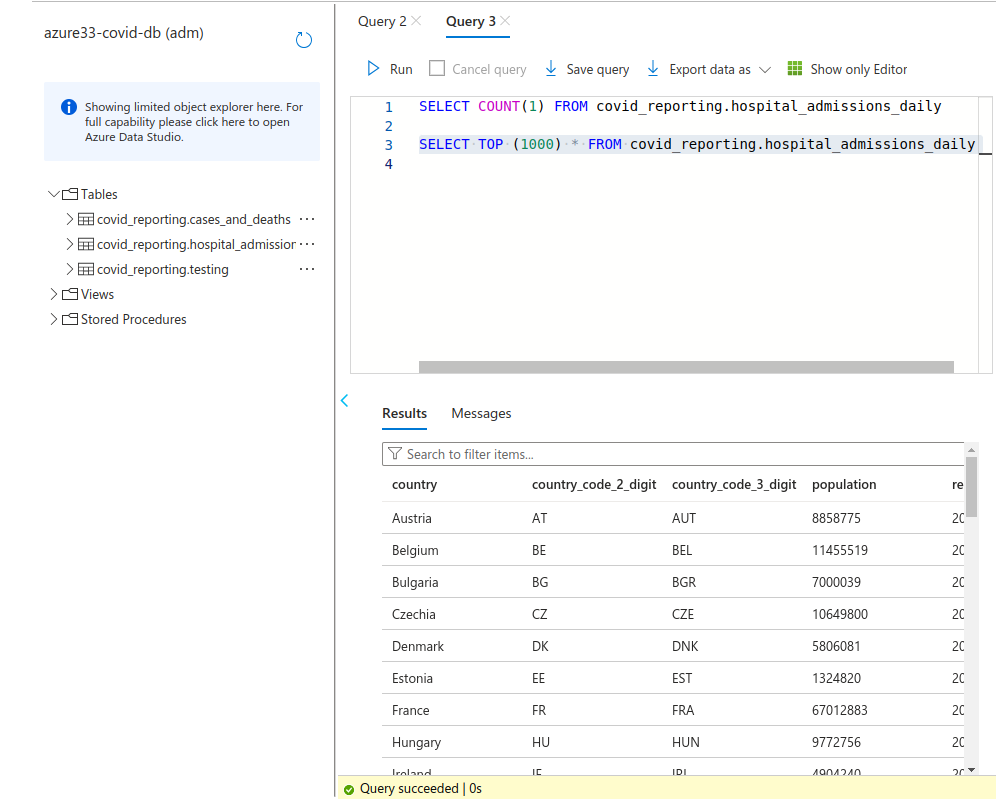 azure33-covid-db (adm)
Showing limited object explorer here. For
full capability please click here to open
Azure Data Studio.
Tables
covid_reporting.cases_and_deaths ...
covid_reporting.hospital_admission ...
covid_reporting.testing ...
Views
Stored Procedures
Query 2
Query 3
Run
Cancel query
Save query
Export data as
Show only Editor
1 SELECT COUNT(1) FROM covid_reporting.hospital_admissions_daily
2
3 SELECT TOP (1000) * FROM covid_reporting.hospital_admissions_daily
4
Results
Messages
Search to filter items...
country country_code_2_digit country_code_3_digit population re
Austria AT AUT 8858775 20
Belgium BE BEL 11455519 20
Bulgaria BG BGR 7000039 20
Czechia CZ CZE 10649800 20
Denmark DK DNK 5806081 20
Estonia EE EST 1324820 20
France FR FRA 67012883 20
Hungary HU HUN 9772756 20
Ireland IE IRL 4904240 20
Query succeeded | 0s